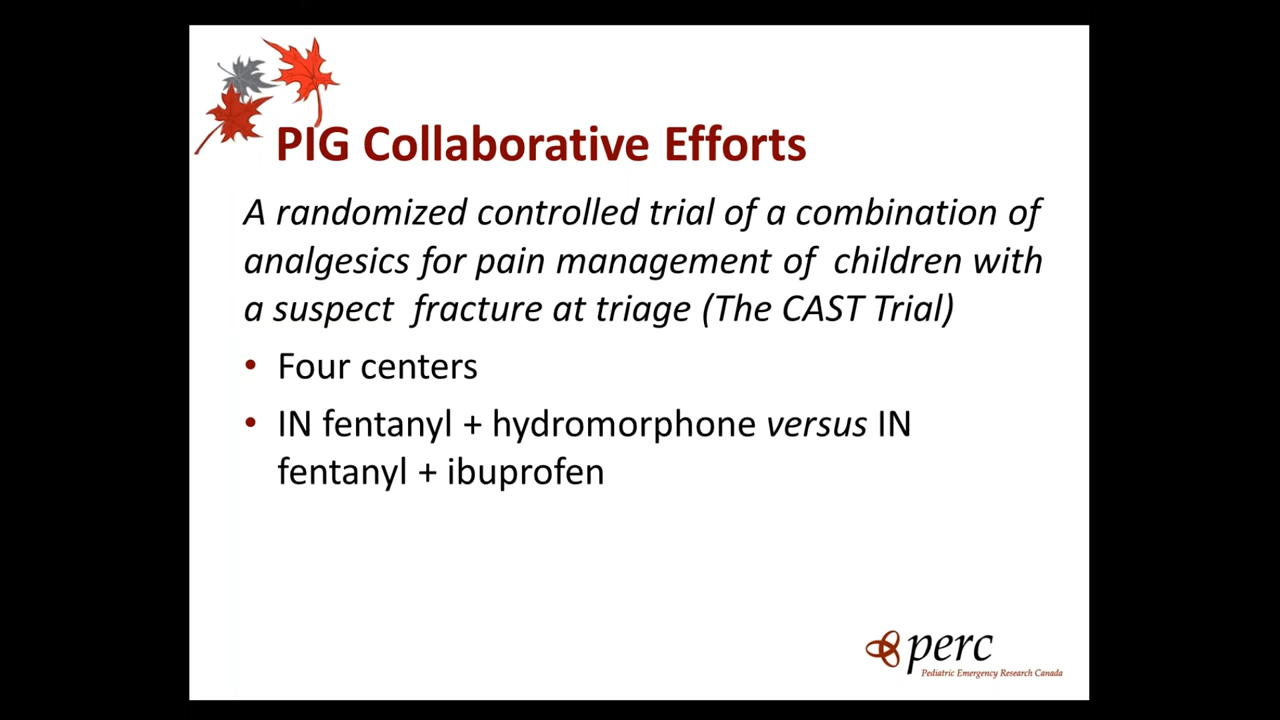 PIG Collaborative Efforts
A randomized controlled trial of a combination of
analgesics for pain management of children with
a suspect fracture at triage (The CAST Trial)
• Four centers
• IN fentanyl + hydromorphone versus IN
fentanyl + ibuprofen
perc
Pediatric Emergency Research Canada